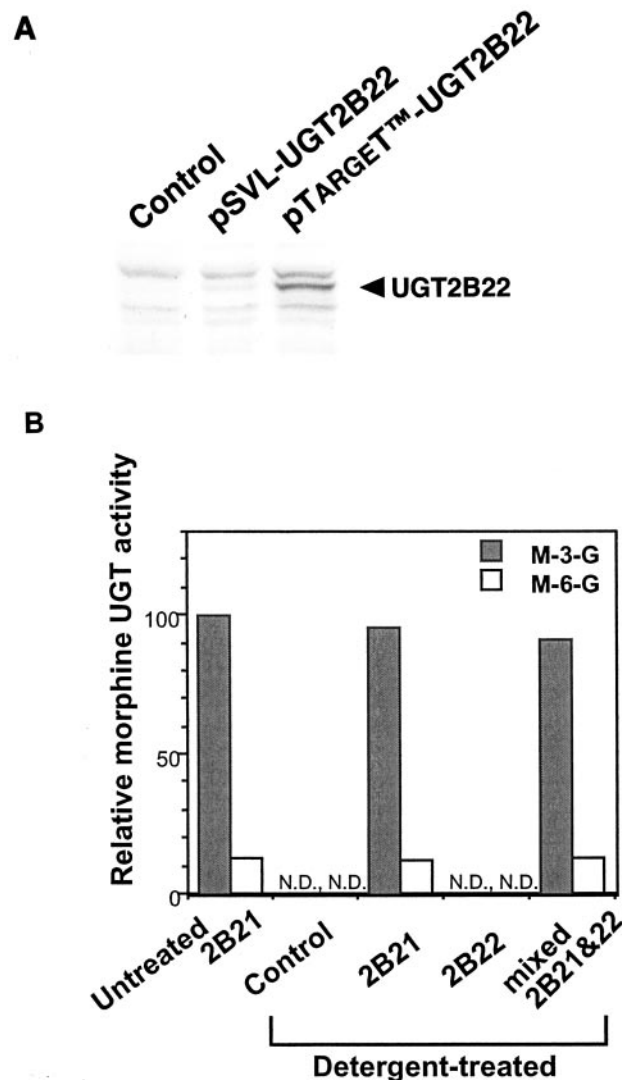 A
Control
pSVL-UGT2B22
pTARGET™-UGT2B22
UGT2B22
B
Relative morphine UGT activity
M-3-G
M-6-G
100
50
0
N.D., N.D.
N.D., N.D.
Untreated
2B21
Control
2B21
2B22
mixed
2B21&22
Detergent-treated